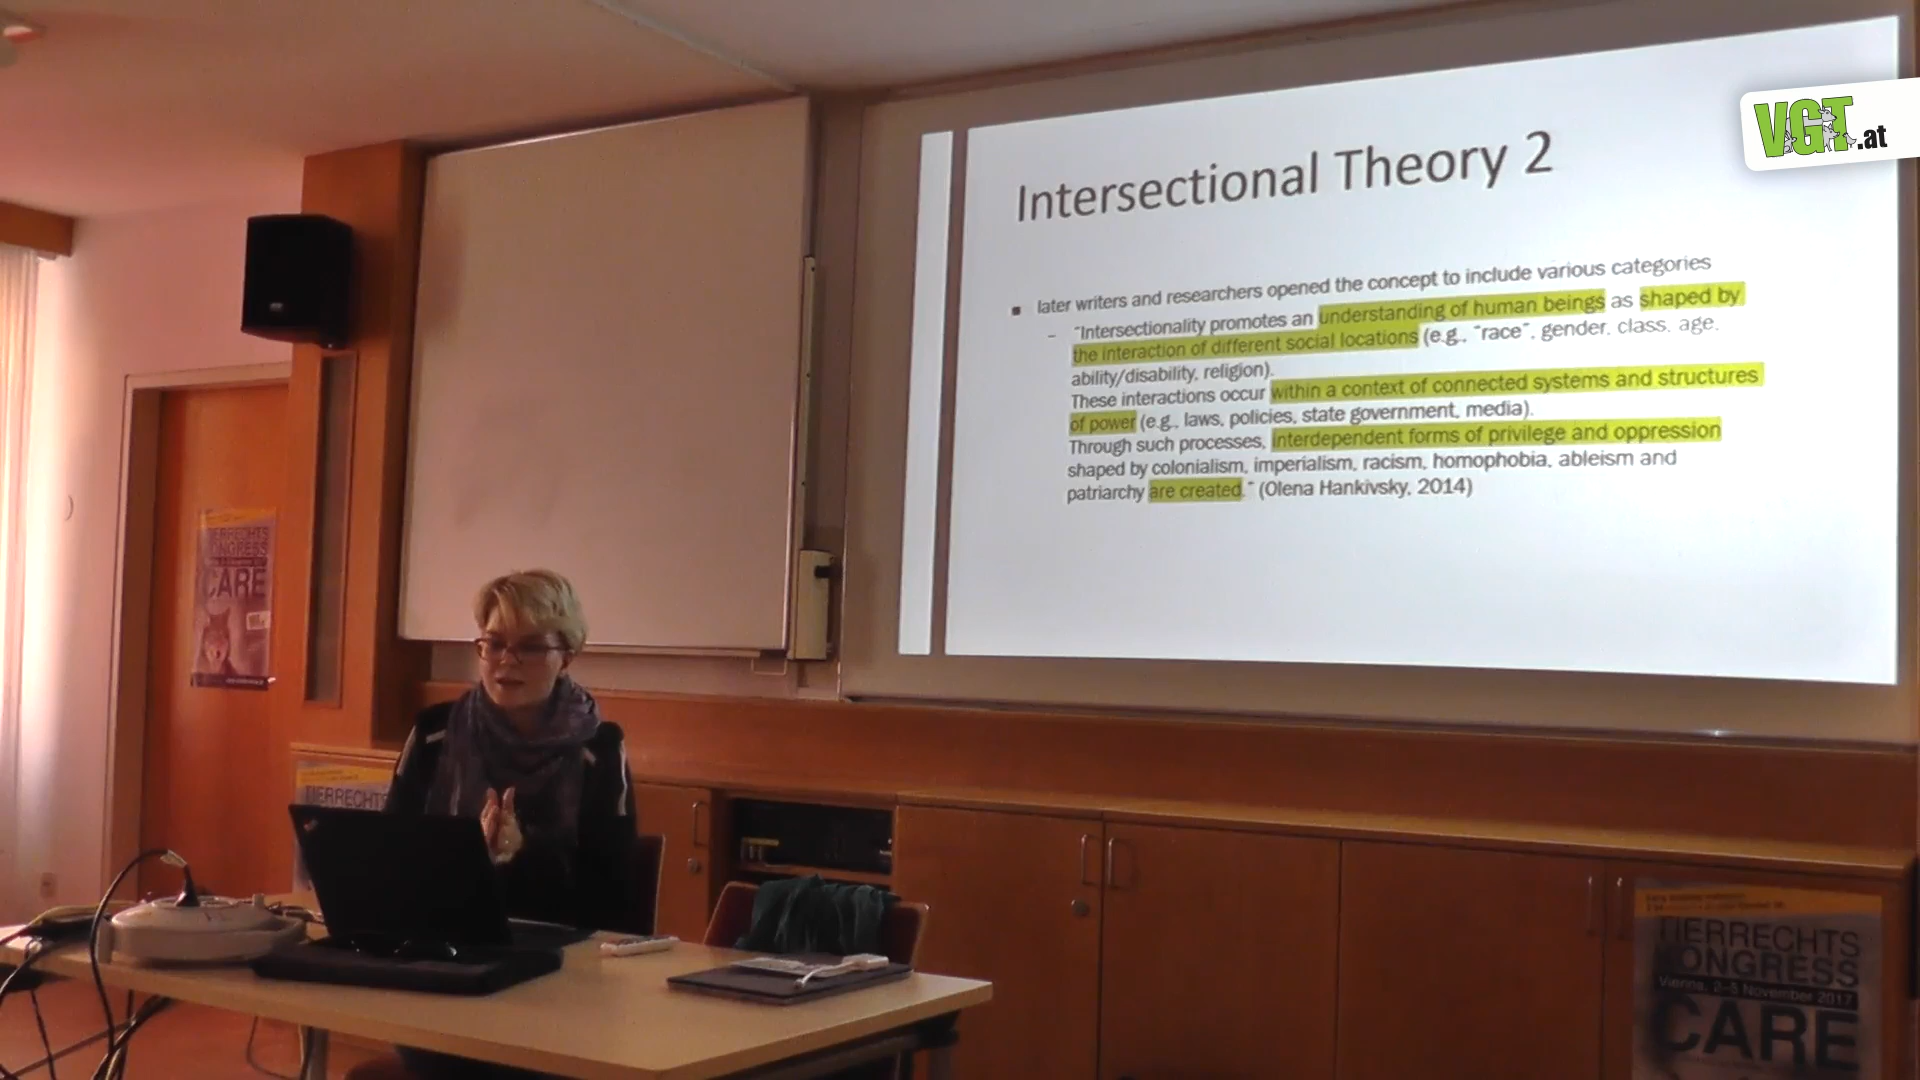 VGT.at
Intersectional Theory 2
later writers and researchers opened the concept to include various categories
– "Intersectionality promotes an understanding of human beings as shaped by
the interaction of different social locations (e.g., "race", gender, class, age,
ability/disability, religion).
These interactions occur within a context of connected systems and structures
of power (e.g., laws, policies, state government, media).
Through such processes, interdependent forms of privilege and oppression
shaped by colonialism, imperialism, racism, homophobia, ableism and
patriarchy are created." (Olena Hankivsky, 2014)
TIERRECHTS
KONGRESS
CARE
TIERRECHTS
TIERRECHTS
KONGRESS
Vienna, 2–5 November 2017
CARE